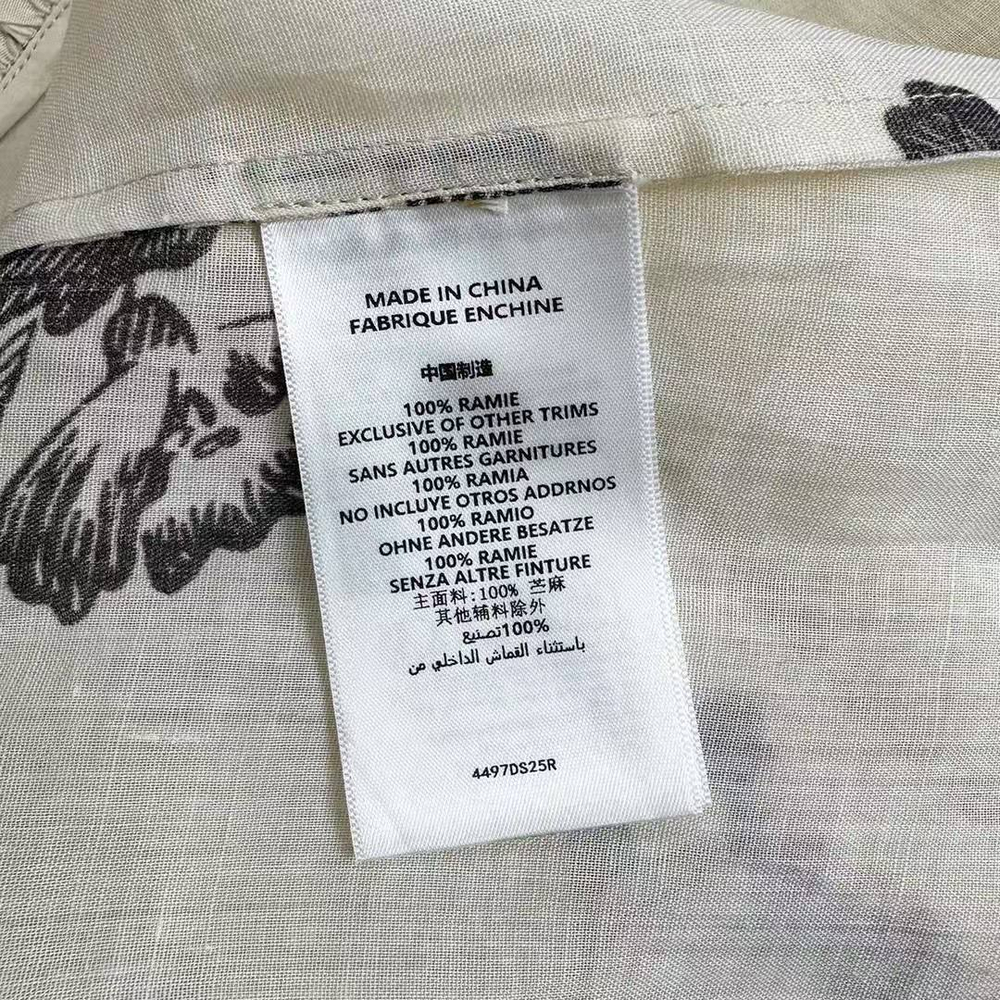 MADE IN CHINA
FABRIQUE ENCHINE
中国制造
100% RAMIE
EXCLUSIVE OF OTHER TRIMS
100% RAMIE
SANS AUTRES GARNITURES
100% RAMIA
NO INCLUYE OTROS ADDRNOS
100% RAMIO
OHNE ANDERE BESATZE
100% RAMIE
SENZA ALTRE FINTURE
主面料:100% 苎麻
其他辅料除外
100%تصنيع
باستثناء القماش الداخلي من
4497DS25R